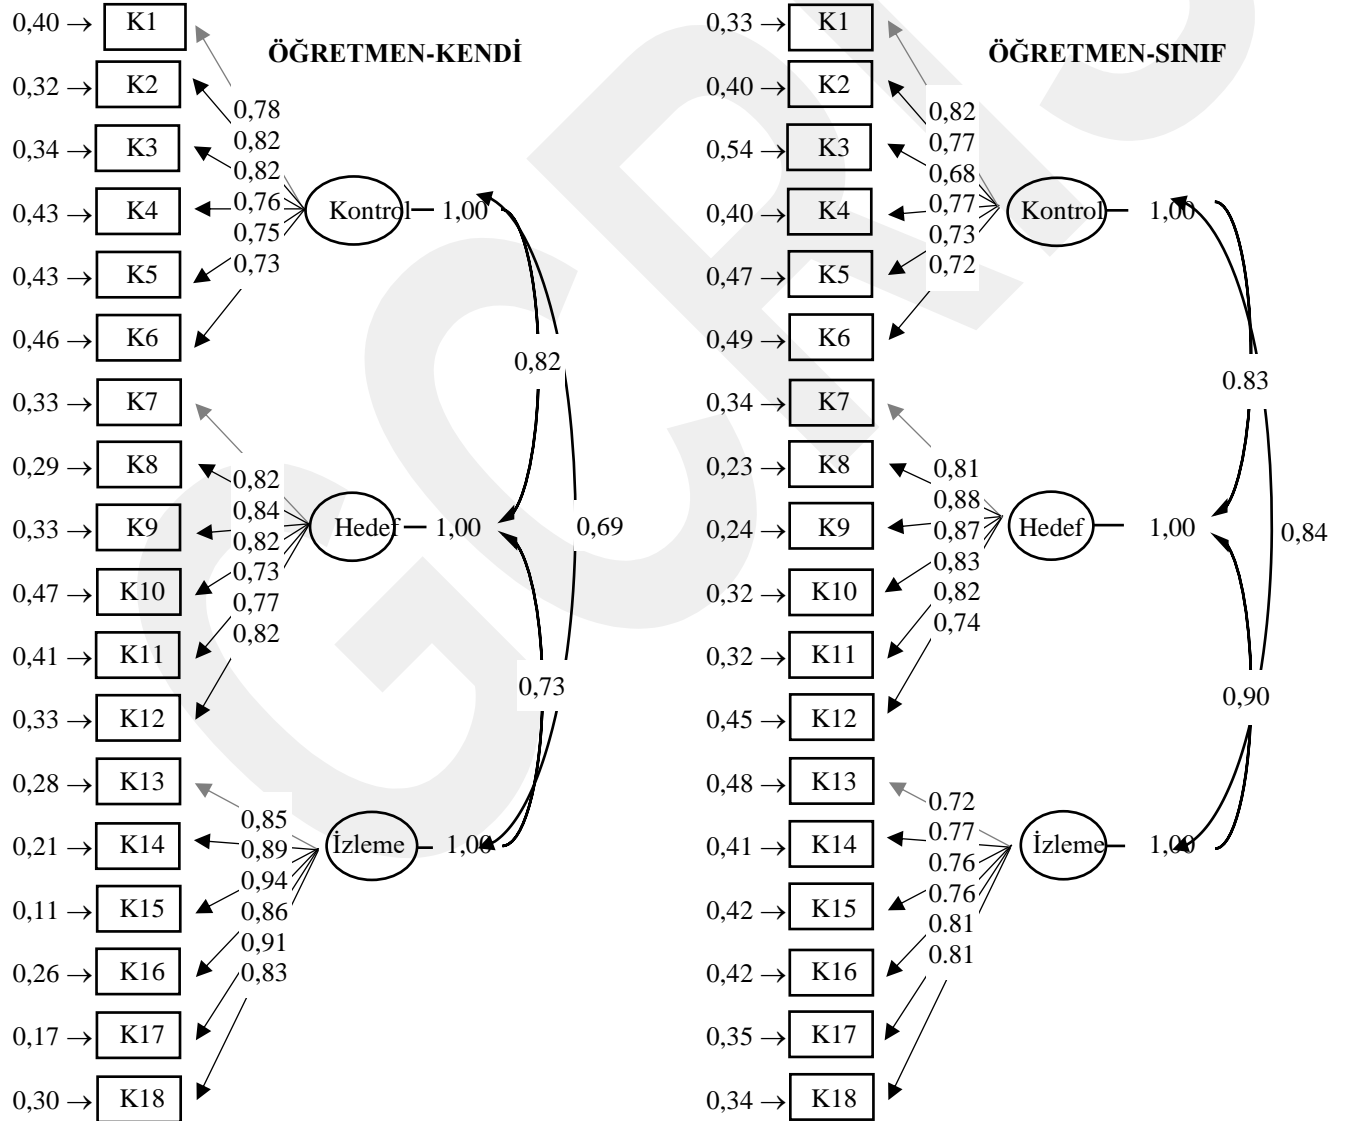 ÖĞRETMEN-KENDİ
0,40 → K1
0,32 → K2
0,34 → K3
0,43 → K4
0,43 → K5
0,46 → K6
0,33 → K7
0,29 → K8
0,33 → K9
0,47 → K10
0,41 → K11
0,33 → K12
0,28 → K13
0,21 → K14
0,11 → K15
0,26 → K16
0,17 → K17
0,30 → K18
0,78
0,82
0,82
0,76
0,75
0,73
Kontrol 1,00
0,82
0,84
0,82
0,73
0,77
0,82
Hedef 1,00
0,85
0,89
0,94
0,86
0,91
0,83
İzleme 1,00
0,82
0,69
0,73
ÖĞRETMEN-SINIF
0,33 → K1
0,40 → K2
0,54 → K3
0,40 → K4
0,47 → K5
0,49 → K6
0,34 → K7
0,23 → K8
0,24 → K9
0,32 → K10
0,32 → K11
0,45 → K12
0,48 → K13
0,41 → K14
0,42 → K15
0,42 → K16
0,35 → K17
0,34 → K18
0,82
0,77
0,68
0,77
0,73
0,72
Kontrol 1,00
0,81
0,88
0,87
0,83
0,82
0,74
Hedef 1,00
0.72
0.77
0.76
0.76
0.81
0.81
İzleme 1,00
0.83
0,84
0,90